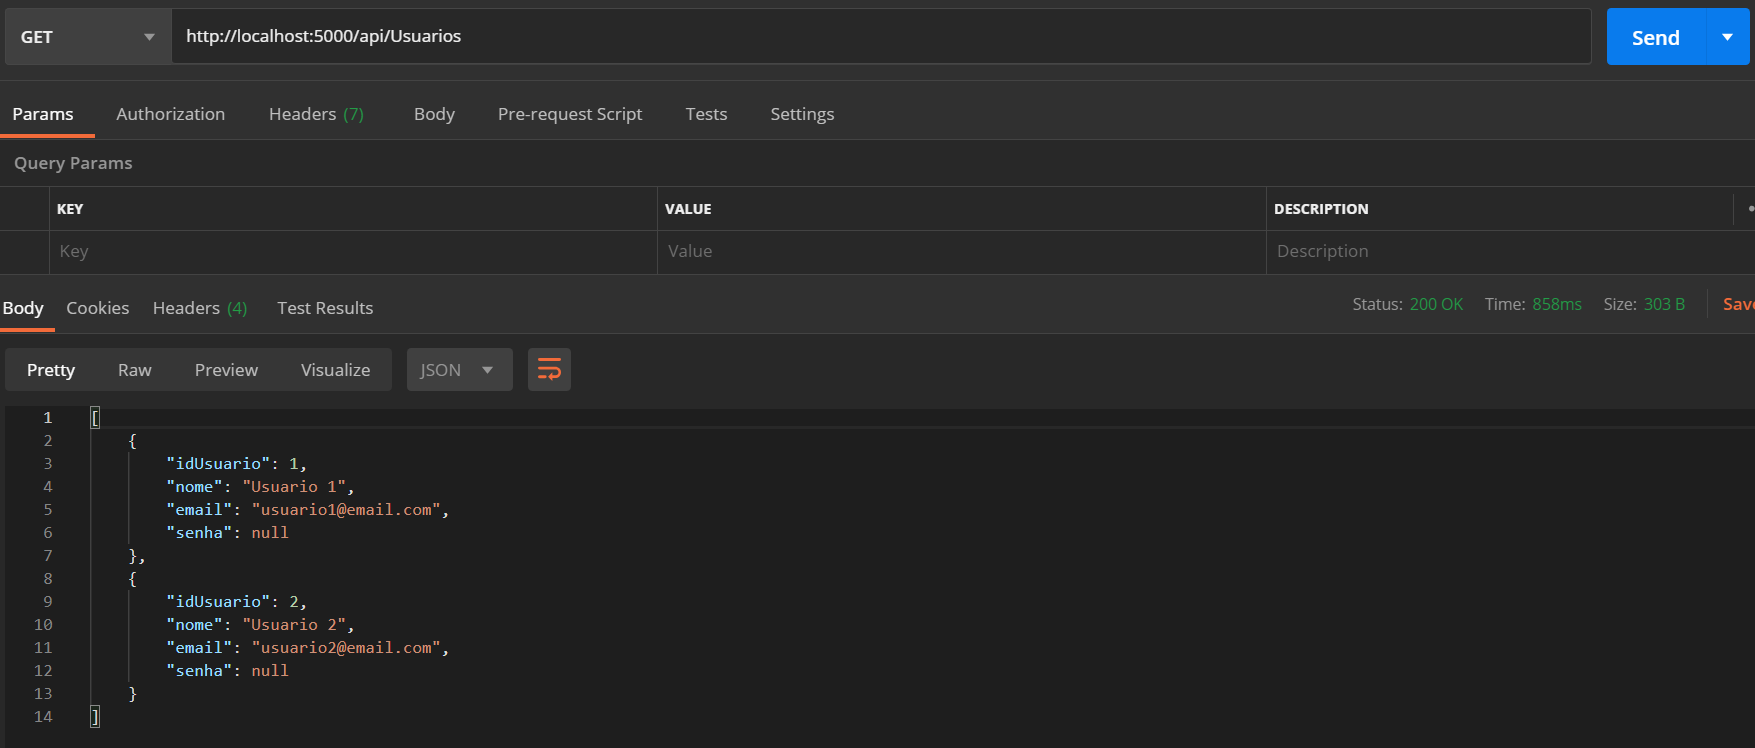 GET http://localhost:5000/api/Usuarios Send
Params Authorization Headers (7) Body Pre-request Script Tests Settings
Query Params
KEY VALUE DESCRIPTION
Key Value Description
Body Cookies Headers (4) Test Results Status: 200 OK Time: 858ms Size: 303 B
Pretty Raw Preview Visualize JSON
1 [
2 {
3 "idUsuario": 1,
4 "nome": "Usuario 1",
5 "email": "usuario1@email.com",
6 "senha": null
7 },
8 {
9 "idUsuario": 2,
10 "nome": "Usuario 2",
11 "email": "usuario2@email.com",
12 "senha": null
13 }
14 ]